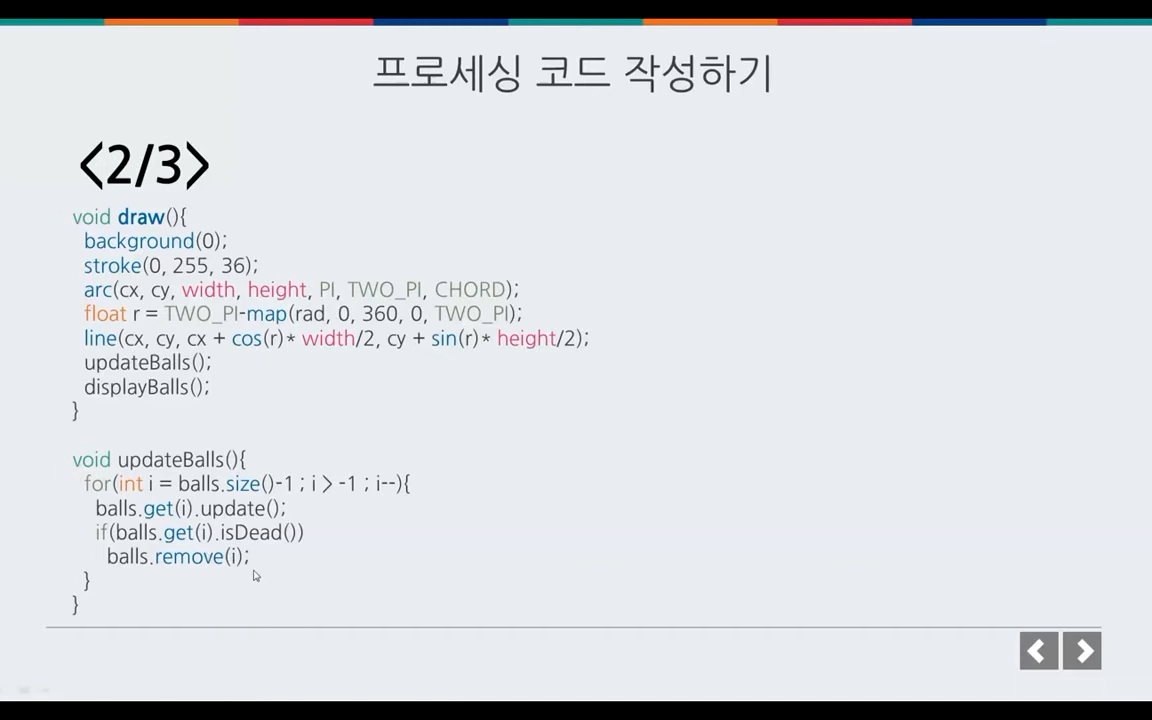 프로세싱 코드 작성하기
<2/3>
void draw(){
background(0);
stroke(0, 255, 36);
arc(cx, cy, width, height, PI, TWO_PI, CHORD);
float r = TWO_PI-map(rad, 0, 360, 0, TWO_PI);
line(cx, cy, cx + cos(r)* width/2, cy + sin(r)* height/2);
updateBalls();
displayBalls();
}
void updateBalls(){
for(int i = balls.size()-1 ; i > -1 ; i--){
balls.get(i).update();
if(balls.get(i).isDead())
balls.remove(i);
}
}